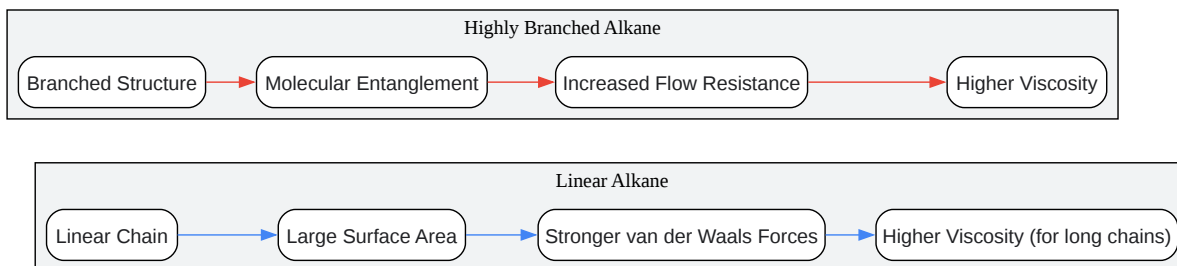 Highly Branched Alkane
Branched Structure
Molecular Entanglement
Increased Flow Resistance
Higher Viscosity
Linear Alkane
Linear Chain
Large Surface Area
Stronger van der Waals Forces
Higher Viscosity (for long chains)